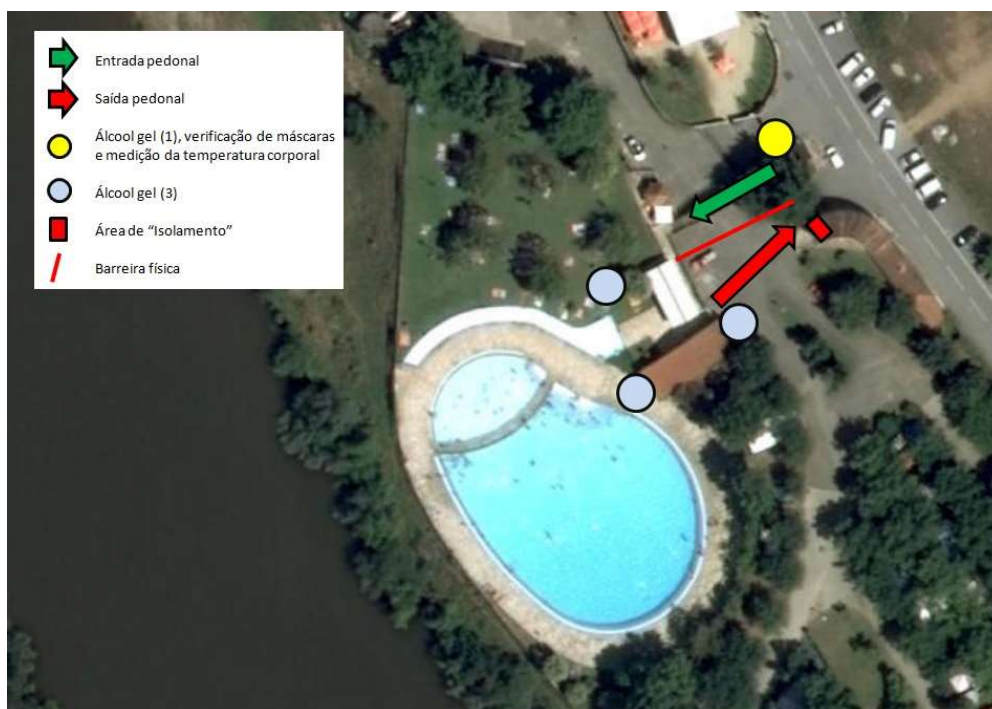 Entrada pedonal
Saída pedonal
Álcool gel (1), verificação de máscaras
e medição da temperatura corporal
Álcool gel (3)
Área de “Isolamento”
Barreira física